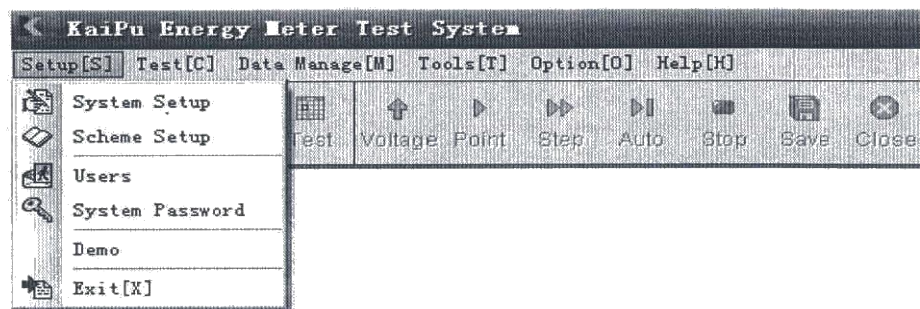 KaiPu Energy Meter Test System
Setup[S] Test[C] Data Manage[M] Tools[T] Option[O] Help[H]
System Setup
Scheme Setup
Test Voltage Point Step Auto Stop Save Close
Users
System Password
Demo
Exit[X]